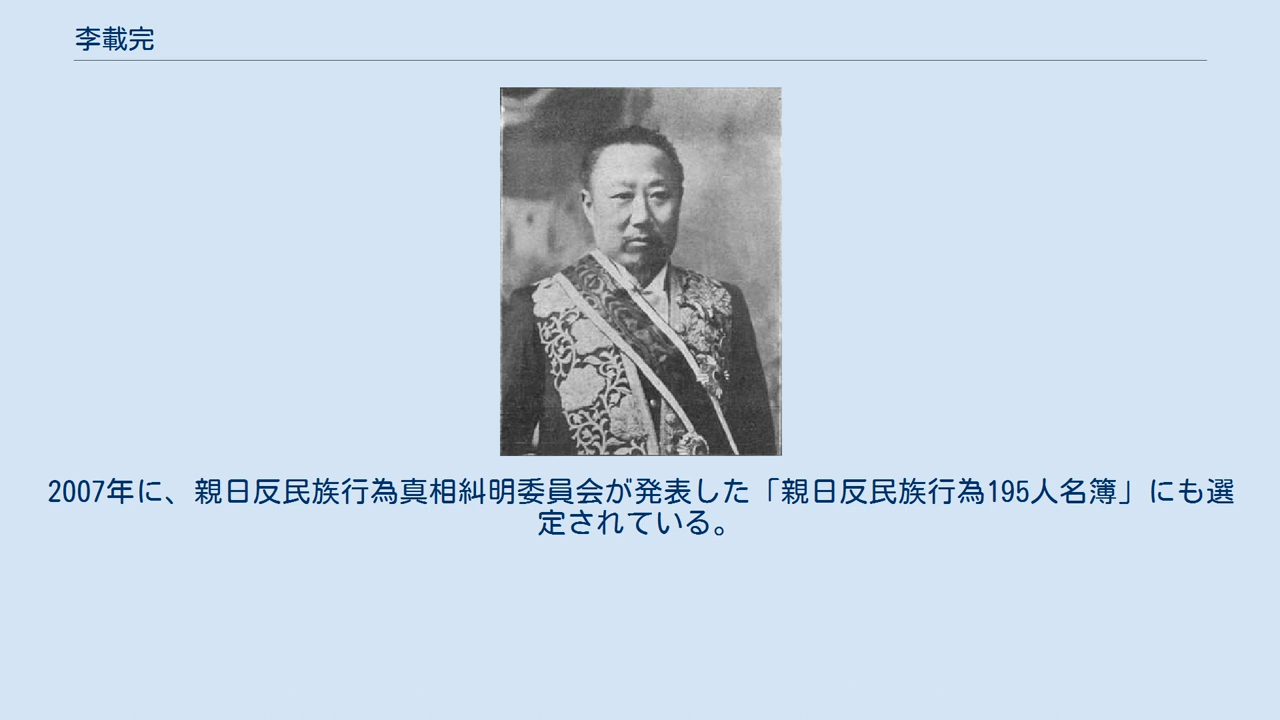 李載完
2007年に、親日反民族行為真相糾明委員会が発表した「親日反民族行為195人名簿」にも選
定されている。